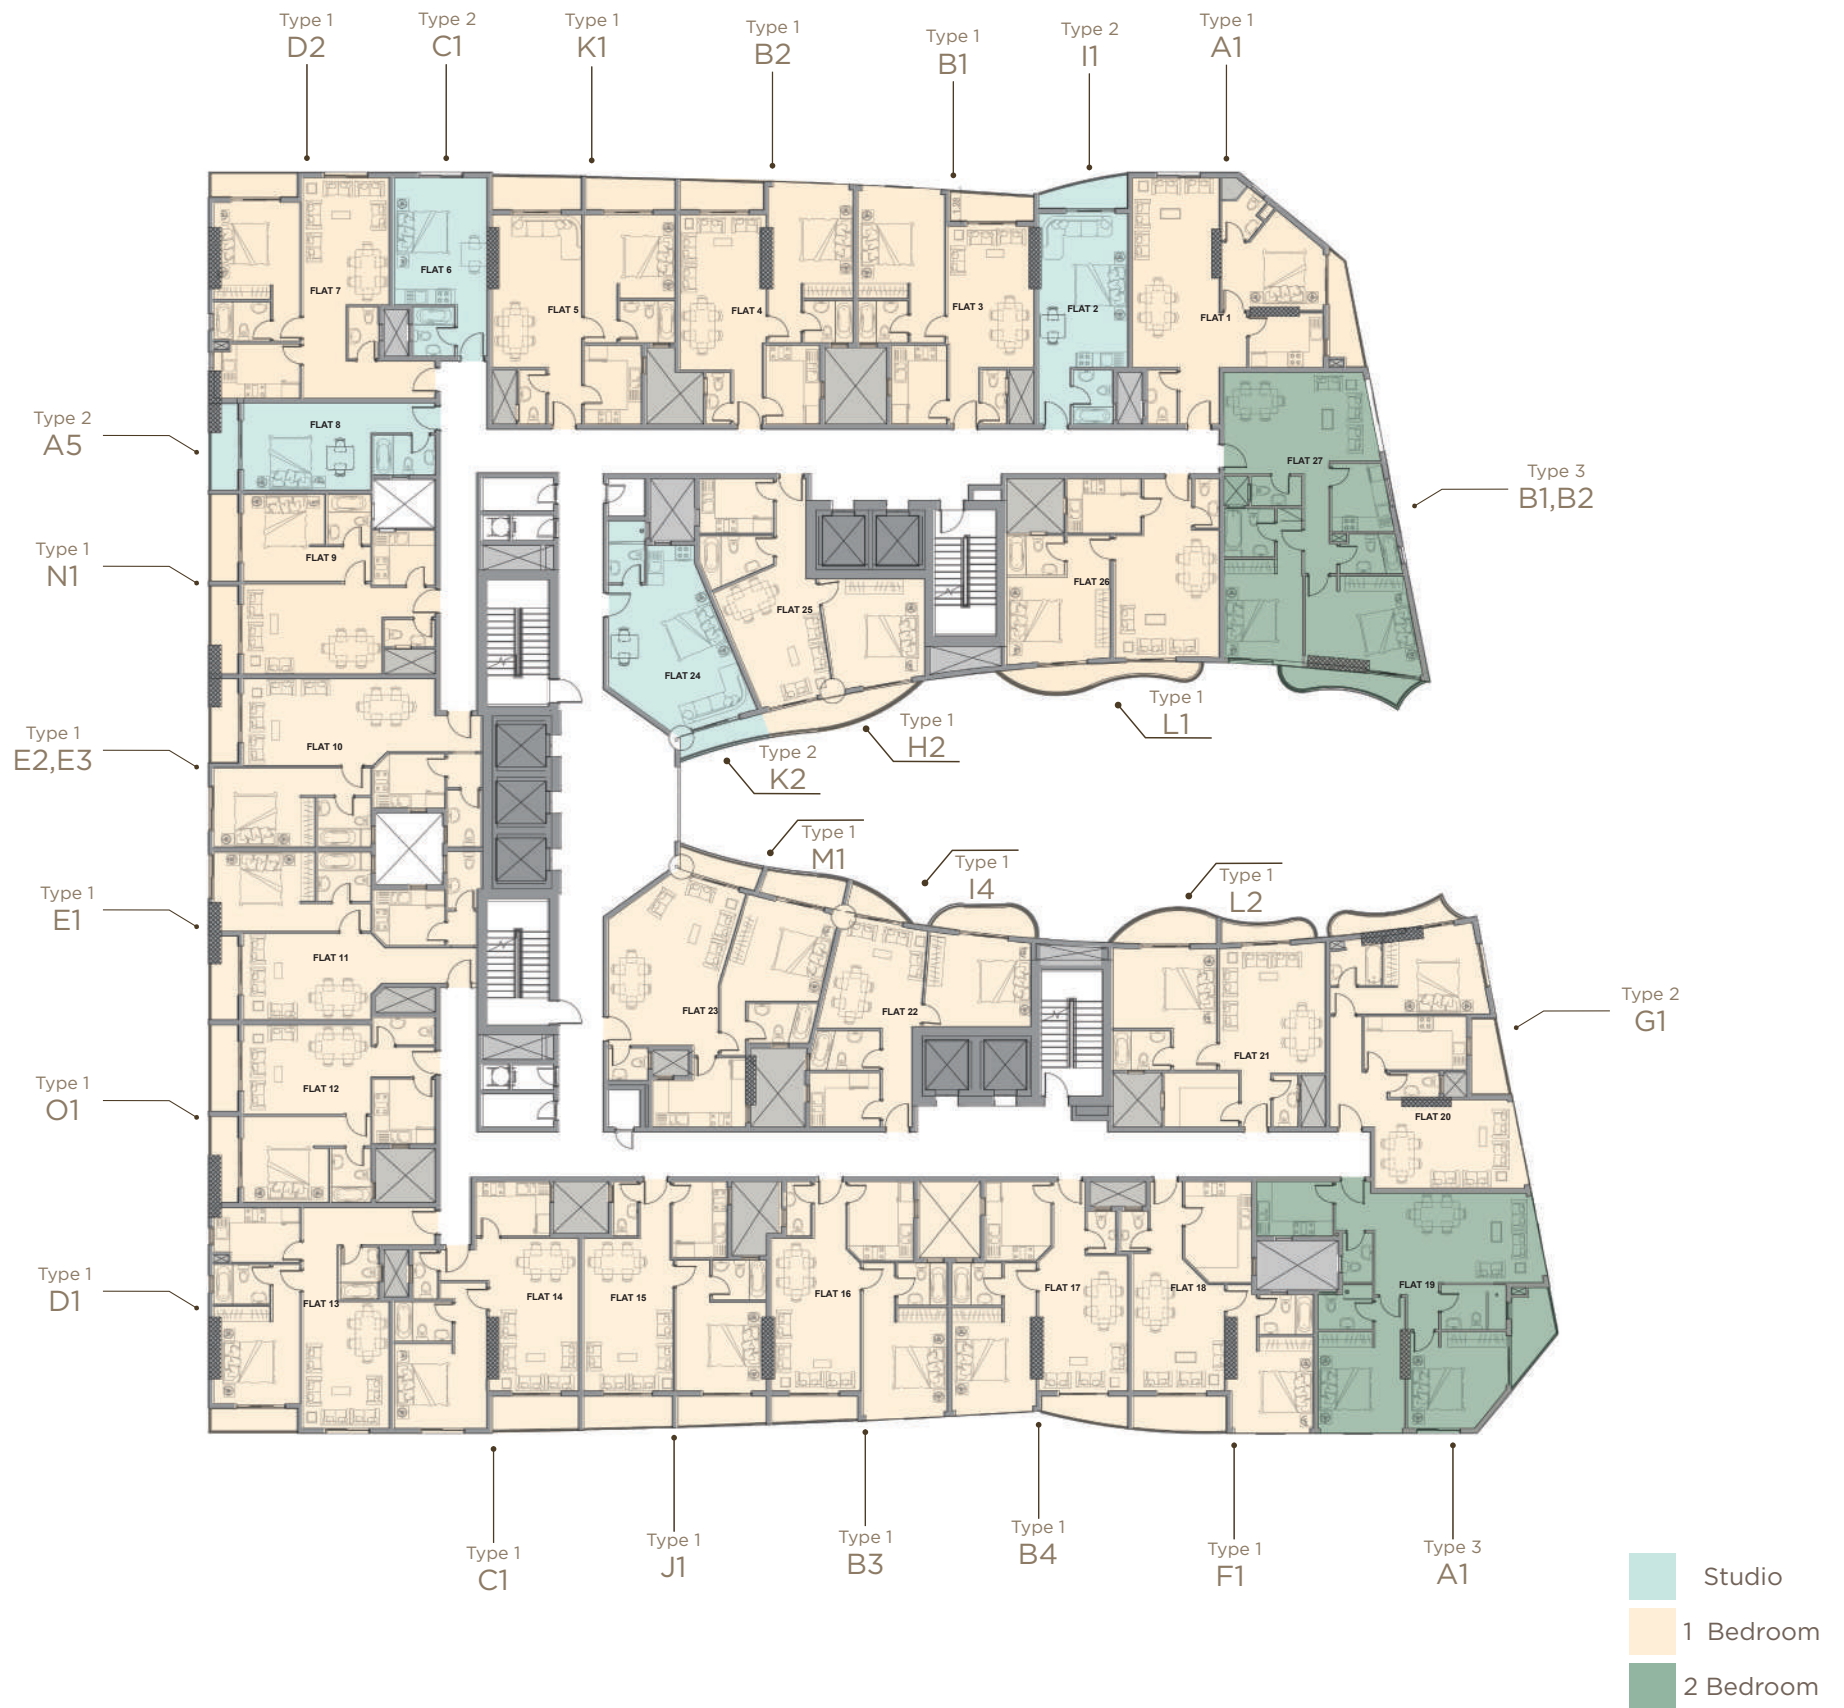 Type 1
D2
Type 2
C1
Type 1
K1
Type 1
B2
Type 1
B1
Type 2
I1
Type 1
A1
FLAT 7
FLAT 6
FLAT 5
FLAT 4
FLAT 3
1.28
FLAT 2
FLAT 1
Type 2
A5
FLAT 8
FLAT 27
Type 3
B1,B2
Type 1
N1
FLAT 9
FLAT 24
FLAT 25
FLAT 26
Type 1
E2,E3
FLAT 10
Type 2
K2
Type 1
H2
Type 1
L1
Type 1
M1
Type 1
I4
Type 1
L2
Type 1
E1
FLAT 11
FLAT 23
FLAT 22
FLAT 21
Type 2
G1
Type 1
O1
FLAT 12
FLAT 20
Type 1
D1
FLAT 13
FLAT 14
FLAT 15
FLAT 16
FLAT 17
FLAT 18
FLAT 19
Type 1
C1
Type 1
J1
Type 1
B3
Type 1
B4
Type 1
F1
Type 3
A1
Studio
1 Bedroom
2 Bedroom